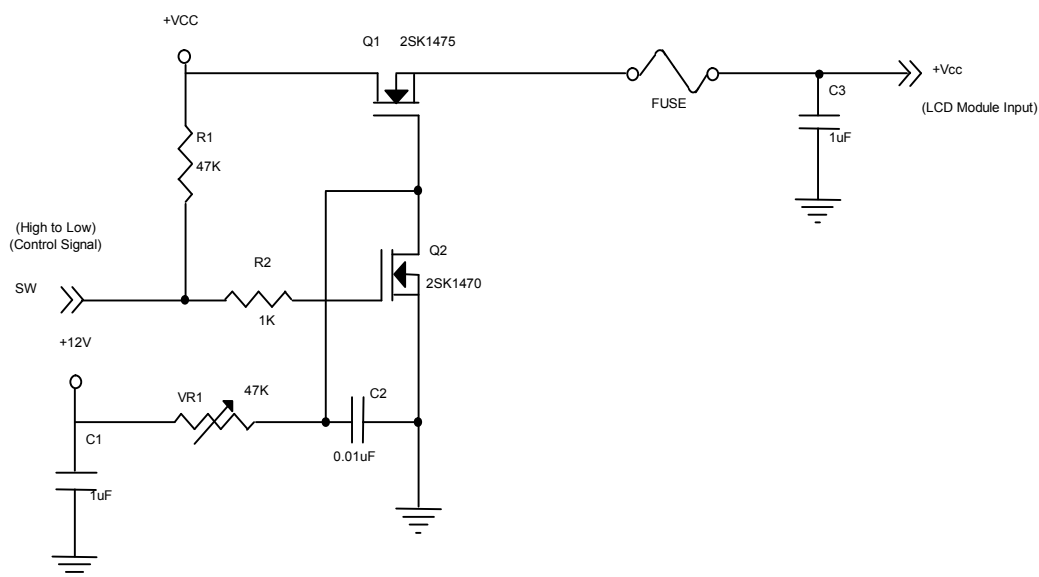 +VCC
Q1 2SK1475
+Vcc
FUSE
C3
(LCD Module Input)
R1
1uF
47K
(High to Low)
(Control Signal)
Q2
R2
2SK1470
SW
1K
+12V
47K
VR1
C2
C1
0.01uF
1uF